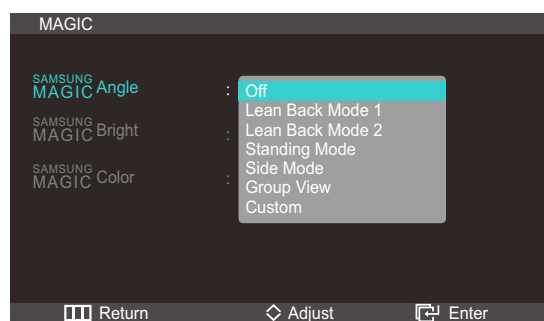 MAGIC
SAMSUNG
MAGIC Angle
:
Off
Lean Back Mode 1
Lean Back Mode 2
Standing Mode
Side Mode
Group View
Custom
SAMSUNG
MAGIC Bright
:
SAMSUNG
MAGIC Color
:
Return
Adjust
Enter